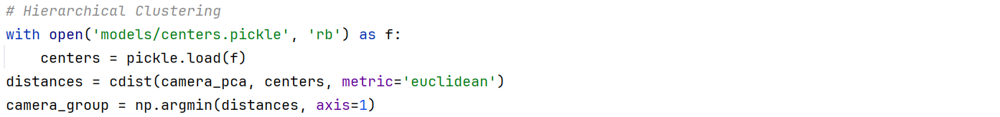 # Hierarchical Clustering
with open('models/centers.pickle', 'rb') as f:
    centers = pickle.load(f)
distances = cdist(camera_pca, centers, metric='euclidean')
camera_group = np.argmin(distances, axis=1)